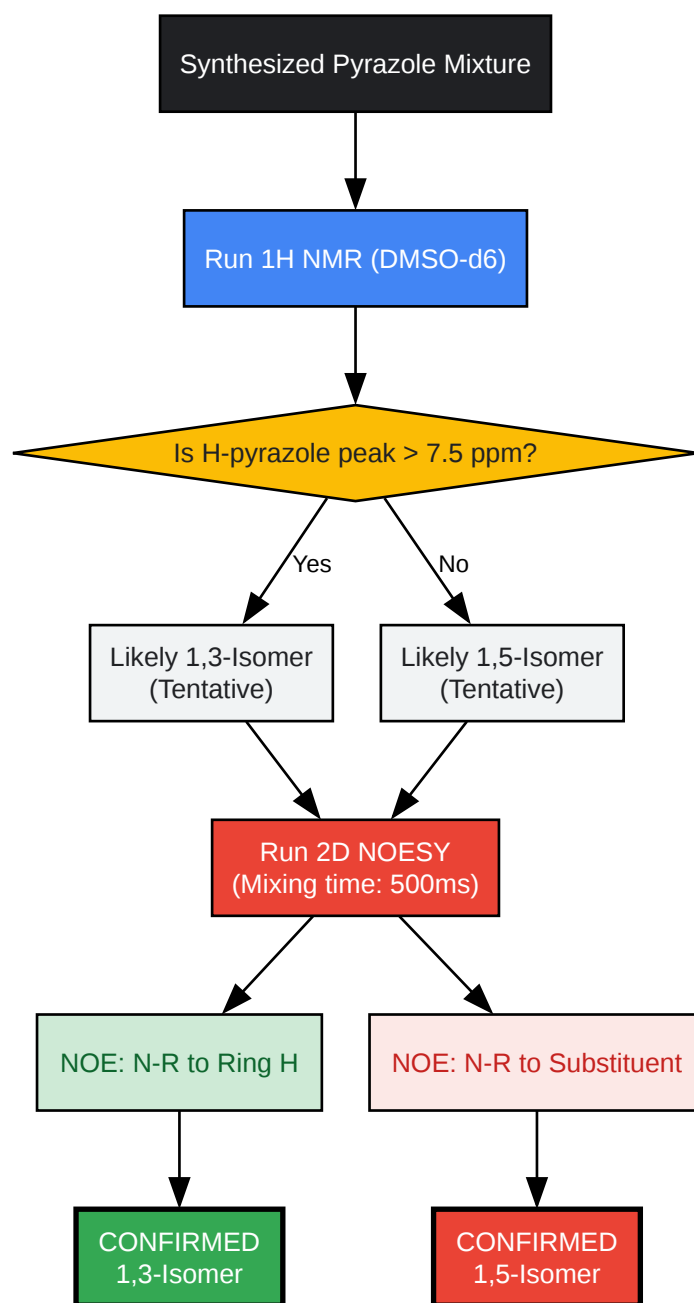 Synthesized Pyrazole Mixture
Run 1H NMR (DMSO-d6)
Is H-pyrazole peak > 7.5 ppm?
Yes
No
Likely 1,3-Isomer
(Tentative)
Likely 1,5-Isomer
(Tentative)
Run 2D NOESY
(Mixing time: 500ms)
NOE: N-R to Ring H
NOE: N-R to Substituent
CONFIRMED
1,3-Isomer
CONFIRMED
1,5-Isomer